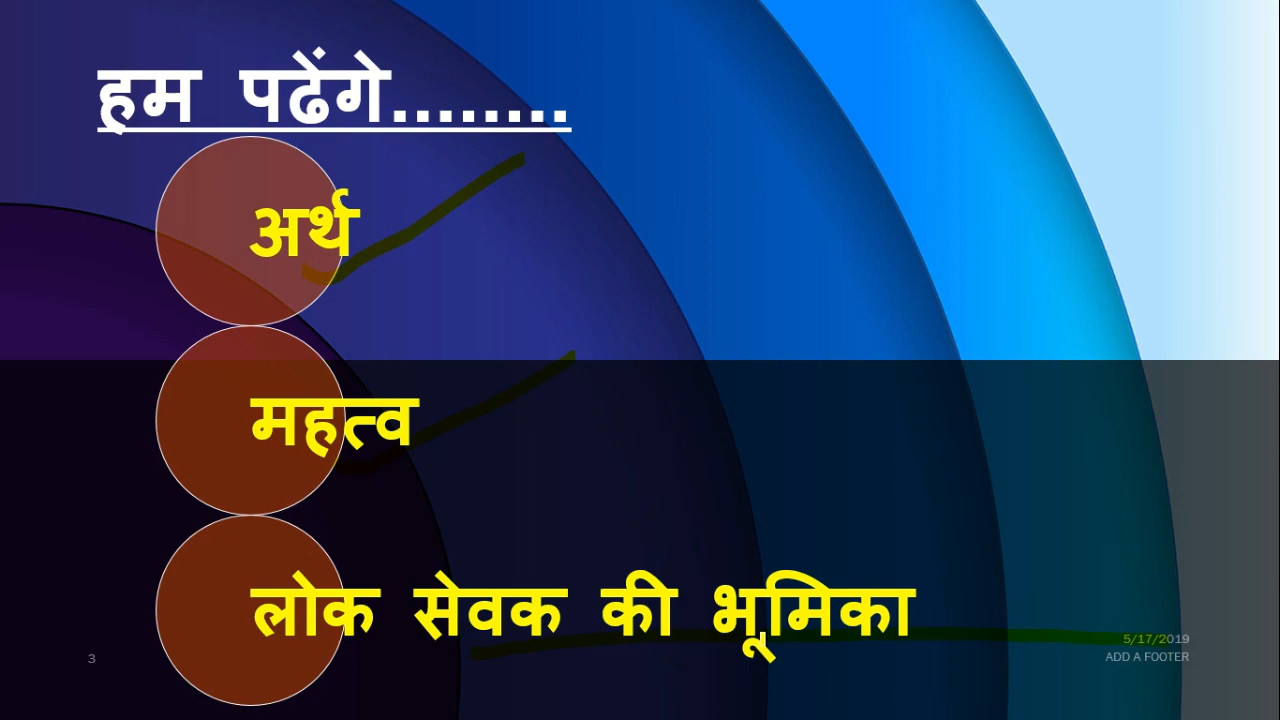 हम पढेंगे........
अर्थ
महत्व
लोक सेवक की भूमिका
5/17/2019
3
ADD A FOOTER